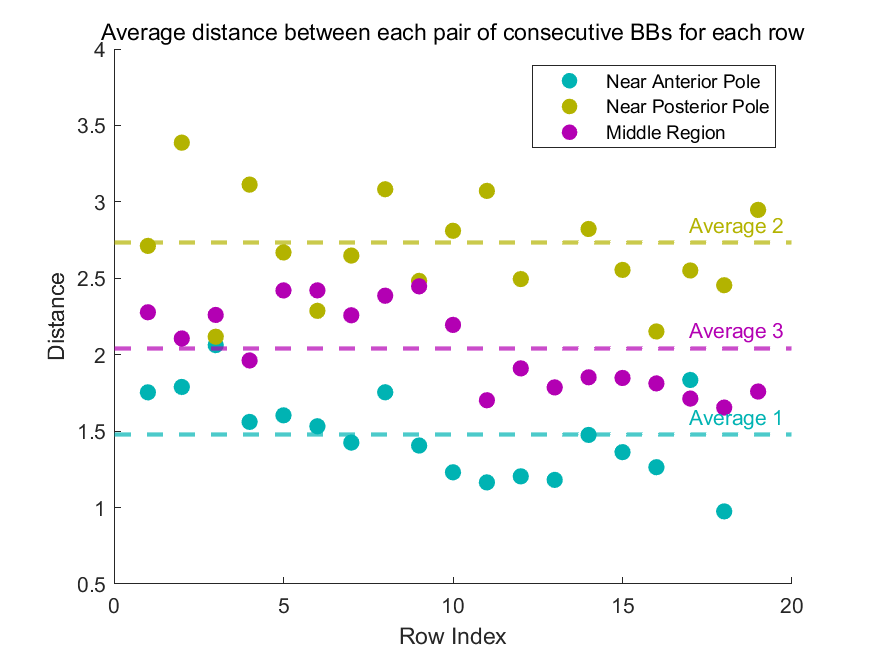 Average distance between each pair of consecutive BBs for each row
4
3.5
3
2.5
2
1.5
1
0.5
Distance
Near Anterior Pole
Near Posterior Pole
Middle Region
Average 2
Average 3
Average 1
0
5
10
15
20
Row Index